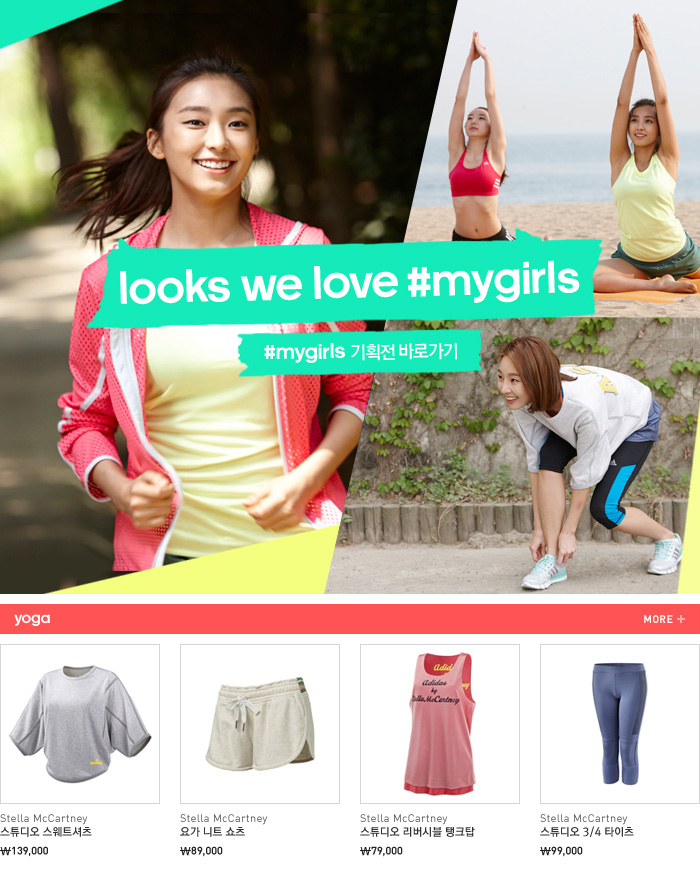 looks we love #mygirls
#mygirls 기획전 바로가기
yoga
MORE +
Adidas
by
Stella McCartney
Stella McCartney
스튜디오 스웨트셔츠
₩139,000
Stella McCartney
요가 니트 쇼츠
₩89,000
Stella McCartney
스튜디오 리버시블 탱크탑
₩79,000
Stella McCartney
스튜디오 3/4 타이츠
₩99,000